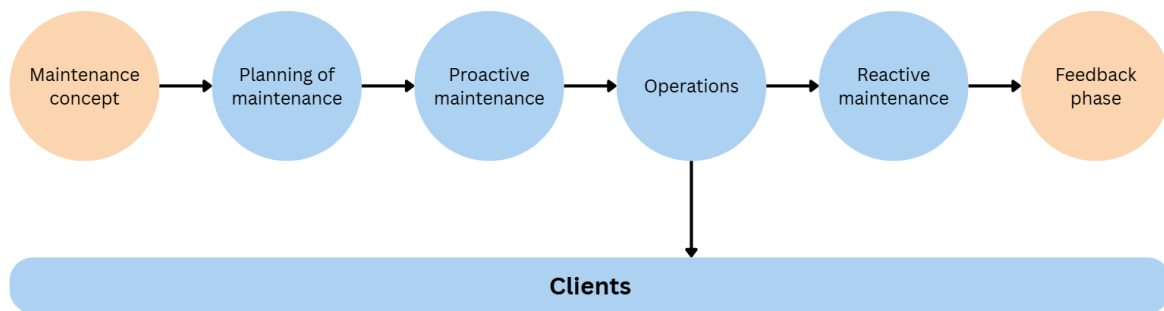 Maintenance
concept
Planning of
maintenance
Proactive
maintenance
Operations
Reactive
maintenance
Feedback
phase
Clients